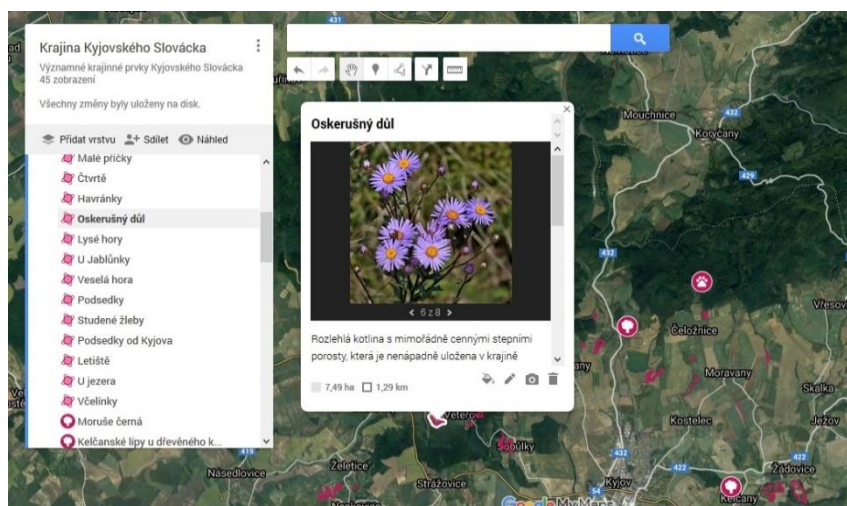 Krajina Kyjovského Slovácka
Významné krajinné prvky Kyjovského Slovácka
45 zobrazení
Všechny změny byly uloženy na disk.
Přidat vrstvu Sdílet Náhled
Malé příčky
Čtvrtě
Havránky
Oskerušný důl
Lysé hory
U Jablůnky
Veselá hora
Podsedky
Studené žleby
Podsedky od Kyjova
Letiště
U jezera
Včelínky
Moruše černá
Kelčanské lípy u dřevěného k...
Oskerušný důl
6 z 8
Rozlehlá kotlina s mimořádně cennými stepními
porosty, která je nenápadně uložena v krajině
7,49 ha 1,29 km
431
Mouchnice
432
Koryčany
429
432
Čeložnice
Moravany
Skalka
Kostelec
Ježov
Sobůlky
419
Násedlovice
Želetice
Strážovice
432
422
422
Žádovice
54
Kyjov
Kelčany
Google My Maps